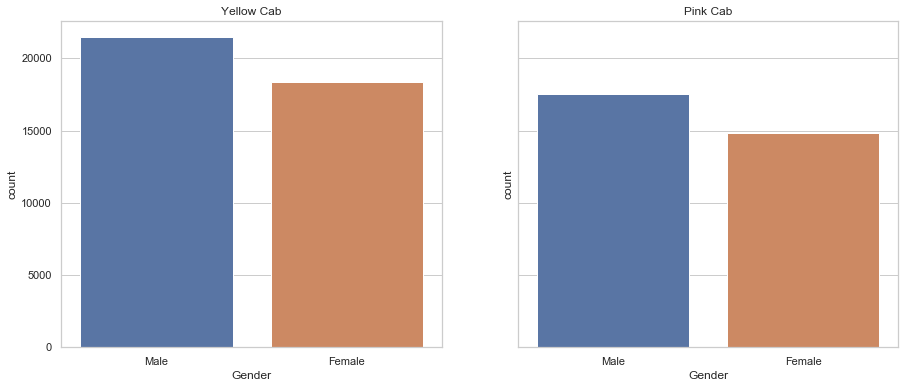 Yellow Cab
Pink Cab
20000
15000
10000
5000
0
count
count
Male
Female
Male
Female
Gender
Gender